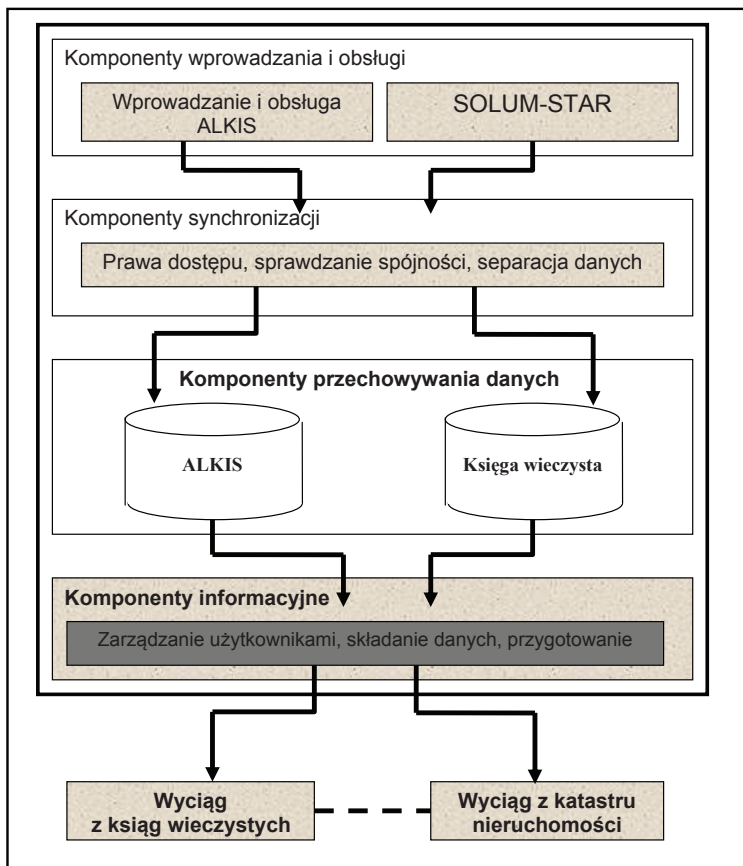 Komponenty wprowadzania i obsługi
Wprowadzanie i obsługa
ALKIS
SOLUM-STAR
Komponenty synchronizacji
Prawa dostępu, sprawdzanie spójności, separacja danych
Komponenty przechowywania danych
ALKIS
Księga wieczysta
Komponenty informacyjne
Zarządzanie użytkownikami, składanie danych, przygotowanie
Wyciąg
z ksiąg wieczystych
Wyciąg z katastru
nieruchomości